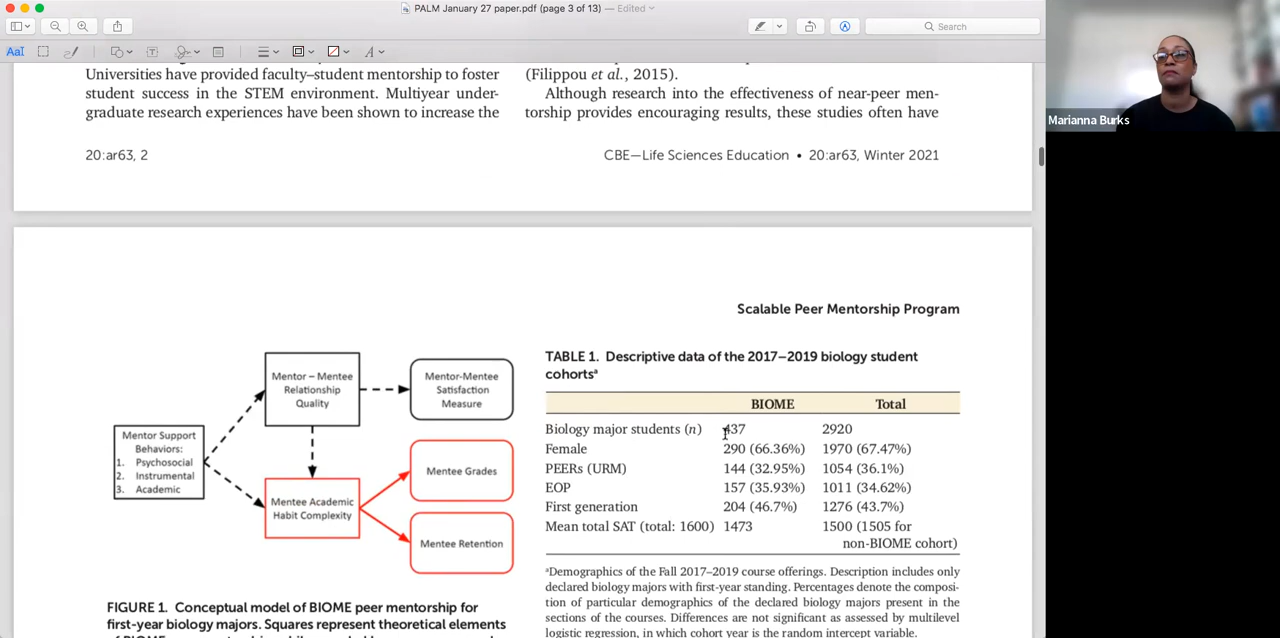 PALM January 27 paper.pdf (page 3 of 13) — Edited
Search
Universities have provided faculty–student mentorship to foster
student success in the STEM environment. Multiyear under-
graduate research experiences have been shown to increase the
(Filippou et al., 2015).
Although research into the effectiveness of near-peer men-
torship provides encouraging results, these studies often have
20:ar63, 2
CBE—Life Sciences Education • 20:ar63, Winter 2021
Scalable Peer Mentorship Program
Mentor Support
Behaviors:
1. Psychosocial
2. Instrumental
3. Academic
Mentor – Mentee
Relationship
Quality
Mentor-Mentee
Satisfaction
Measure
Mentee Academic
Habit Complexity
Mentee Grades
Mentee Retention
FIGURE 1. Conceptual model of BIOME peer mentorship for
first-year biology majors. Squares represent theoretical elements
TABLE 1. Descriptive data of the 2017–2019 biology student
cohortsᵃ
BIOME Total
Biology major students (n) 437 2920
Female 290 (66.36%) 1970 (67.47%)
PEERs (URM) 144 (32.95%) 1054 (36.1%)
EOP 157 (35.93%) 1011 (34.62%)
First generation 204 (46.7%) 1276 (43.7%)
Mean total SAT (total: 1600) 1473 1500 (1505 for
non-BIOME cohort)
ᵃDemographics of the Fall 2017–2019 course offerings. Description includes only
declared biology majors with first-year standing. Percentages denote the composi-
tion of particular demographics of the declared biology majors present in the
sections of the courses. Differences are not significant as assessed by multilevel
logistic regression, in which cohort year is the random intercept variable.
Marianna Burks